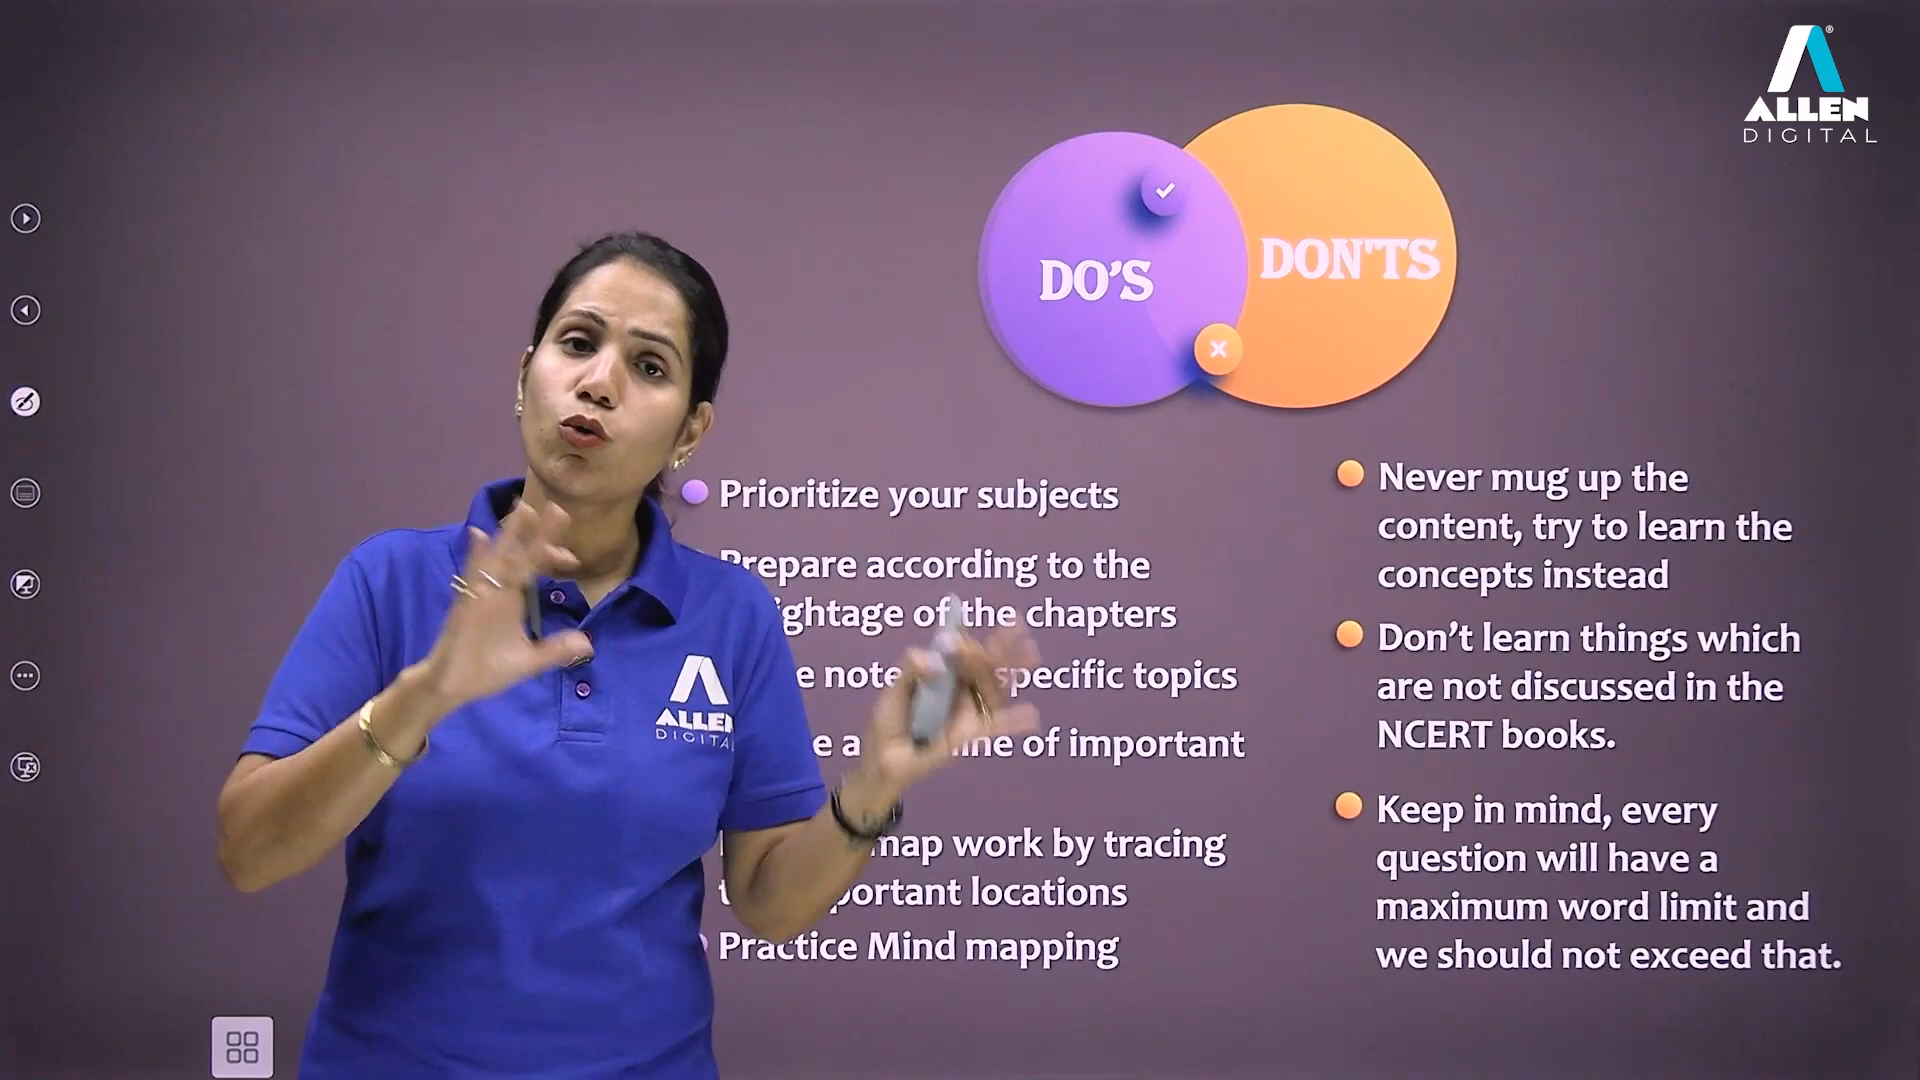 ALLEN
DIGITAL
DO'S
DON'TS
Prioritize your subjects
Prepare according to the
of the chapters
specific topics
of important
map work by tracing
locations
Practice Mind mapping
Never mug up the
content, try to learn the
concepts instead
Don't learn things which
are not discussed in the
NCERT books.
Keep in mind, every
question will have a
maximum word limit and
we should not exceed that.
ALLEN
DIGITAL